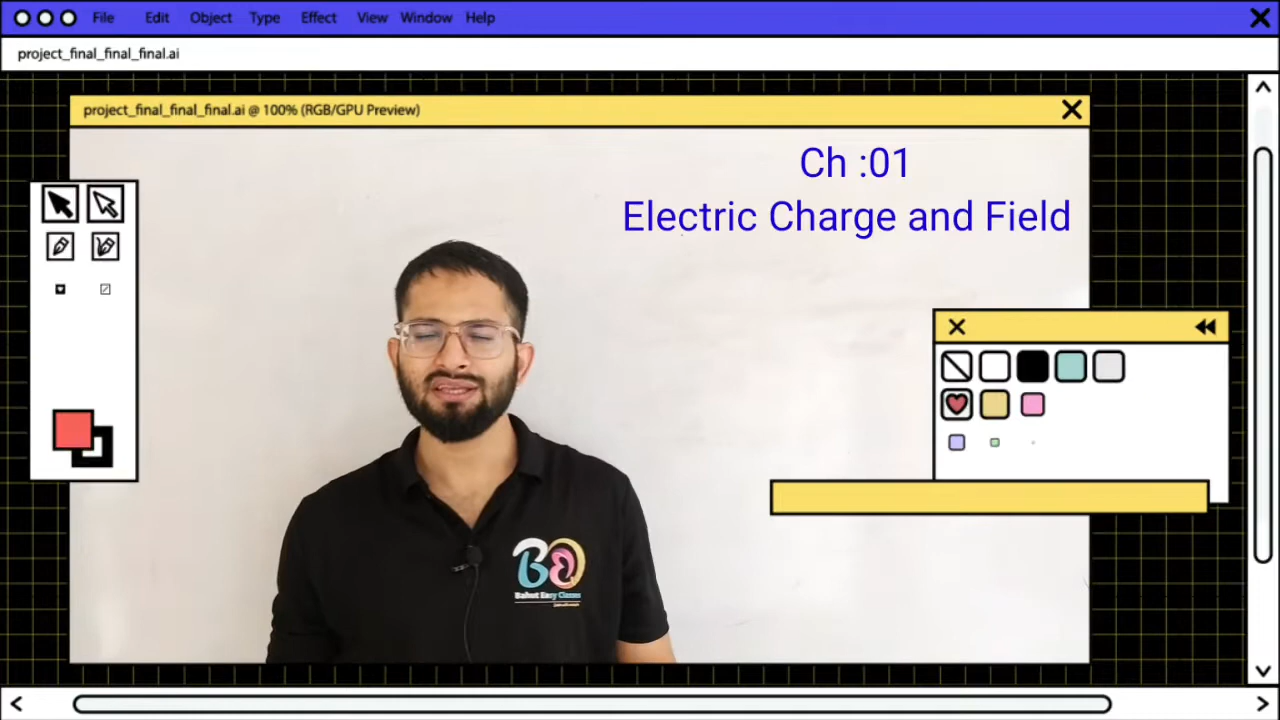 File Edit Object Type Effect View Window Help
project_final_final_final.ai
project_final_final_final.ai @ 100% (RGB/GPU Preview)
Ch :01
Electric Charge and Field
Bahut Easy Classes